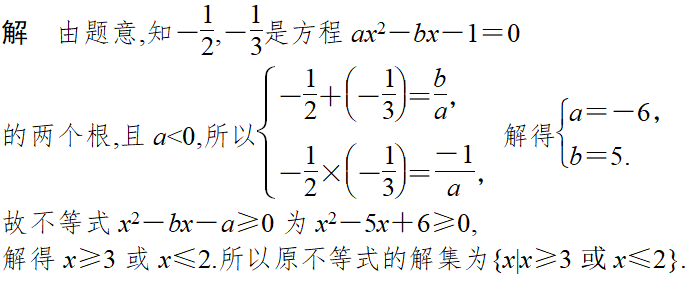 解 由题意,知－1/2,－1/3是方程 ax²－bx－1＝0
的两个根,且 a<0,所以{－1/2＋(－1/3)＝b/a, －1/2×(－1/3)＝－1/a, 解得{a＝－6, b＝5.
故不等式 x²－bx－a≥0 为 x²－5x＋6≥0,
解得 x≥3 或 x≤2.所以原不等式的解集为{x|x≥3 或 x≤2}.